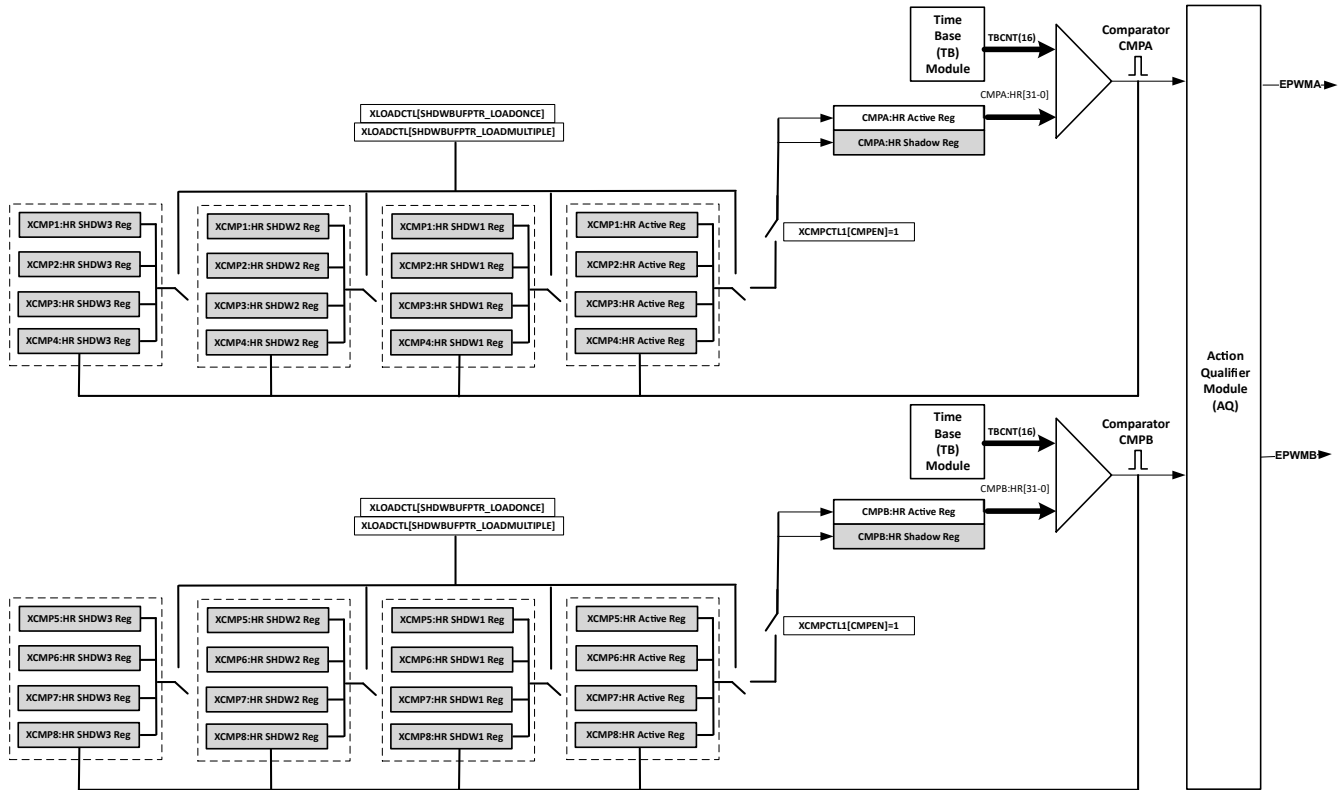 Time
Base
(TB)
Module
TBCNT(16)
Comparator
CMPA
CMPA:HR[31-0]
EPWMA
XLOADCTL[SHDWBUFPTR_LOADONCE]
XLOADCTL[SHDWBUFPTR_LOADMULTIPLE]
CMPA:HR Active Reg
CMPA:HR Shadow Reg
XCMP1:HR SHDW3 Reg
XCMP2:HR SHDW3 Reg
XCMP3:HR SHDW3 Reg
XCMP4:HR SHDW3 Reg
XCMP1:HR SHDW2 Reg
XCMP2:HR SHDW2 Reg
XCMP3:HR SHDW2 Reg
XCMP4:HR SHDW2 Reg
XCMP1:HR SHDW1 Reg
XCMP2:HR SHDW1 Reg
XCMP3:HR SHDW1 Reg
XCMP4:HR SHDW1 Reg
XCMP1:HR Active Reg
XCMP2:HR Active Reg
XCMP3:HR Active Reg
XCMP4:HR Active Reg
XCMPCTL1[CMPEN]=1
Action
Qualifier
Module
(AQ)
Time
Base
(TB)
Module
TBCNT(16)
Comparator
CMPB
CMPB:HR[31-0]
EPWMB
XLOADCTL[SHDWBUFPTR_LOADONCE]
XLOADCTL[SHDWBUFPTR_LOADMULTIPLE]
CMPB:HR Active Reg
CMPB:HR Shadow Reg
XCMP5:HR SHDW3 Reg
XCMP6:HR SHDW3 Reg
XCMP7:HR SHDW3 Reg
XCMP8:HR SHDW3 Reg
XCMP5:HR SHDW2 Reg
XCMP6:HR SHDW2 Reg
XCMP7:HR SHDW2 Reg
XCMP8:HR SHDW2 Reg
XCMP5:HR SHDW1 Reg
XCMP6:HR SHDW1 Reg
XCMP7:HR SHDW1 Reg
XCMP8:HR SHDW1 Reg
XCMP5:HR Active Reg
XCMP6:HR Active Reg
XCMP7:HR Active Reg
XCMP8:HR Active Reg
XCMPCTL1[CMPEN]=1